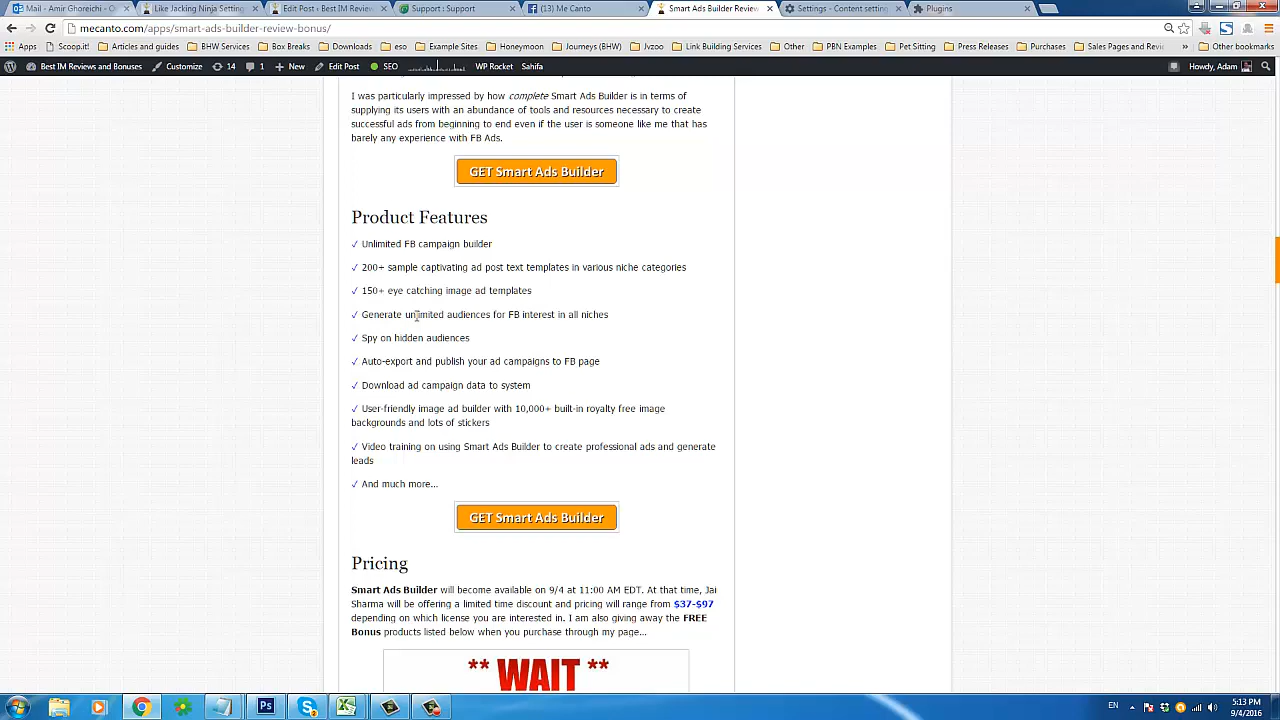 Mail - Amir Ghoreichi - O
Like Jacking Ninja Setting
Edit Post ‹ Best IM Review
Support : Support
(13) Me Canto
Smart Ads Builder Review
Settings - Content setting
Plugins
mecanto.com/apps/smart-ads-builder-review-bonus/
Apps Scoop.it! Articles and guides BHW Services Box Breaks Downloads eso Example Sites Honeymoon Journeys (BHW) Jvzoo Link Building Services Other PBN Examples Pet Sitting Press Releases Purchases Sales Pages and Revi » Other bookmarks
Best IM Reviews and Bonuses Customize 14 1 New Edit Post SEO WP Rocket Sahifa Howdy, Adam
I was particularly impressed by how complete Smart Ads Builder is in terms of
supplying its users with an abundance of tools and resources necessary to create
successful ads from beginning to end even if the user is someone like me that has
barely any experience with FB Ads.
GET Smart Ads Builder
Product Features
✓ Unlimited FB campaign builder
✓ 200+ sample captivating ad post text templates in various niche categories
✓ 150+ eye catching image ad templates
✓ Generate unlimited audiences for FB interest in all niches
✓ Spy on hidden audiences
✓ Auto-export and publish your ad campaigns to FB page
✓ Download ad campaign data to system
✓ User-friendly image ad builder with 10,000+ built-in royalty free image
backgrounds and lots of stickers
✓ Video training on using Smart Ads Builder to create professional ads and generate
leads
✓ And much more...
GET Smart Ads Builder
Pricing
Smart Ads Builder will become available on 9/4 at 11:00 AM EDT. At that time, Jai
Sharma will be offering a limited time discount and pricing will range from $37-$97
depending on which license you are interested in. I am also giving away the FREE
Bonus products listed below when you purchase through my page...
** WAIT **
EN
5:13 PM
9/4/2016